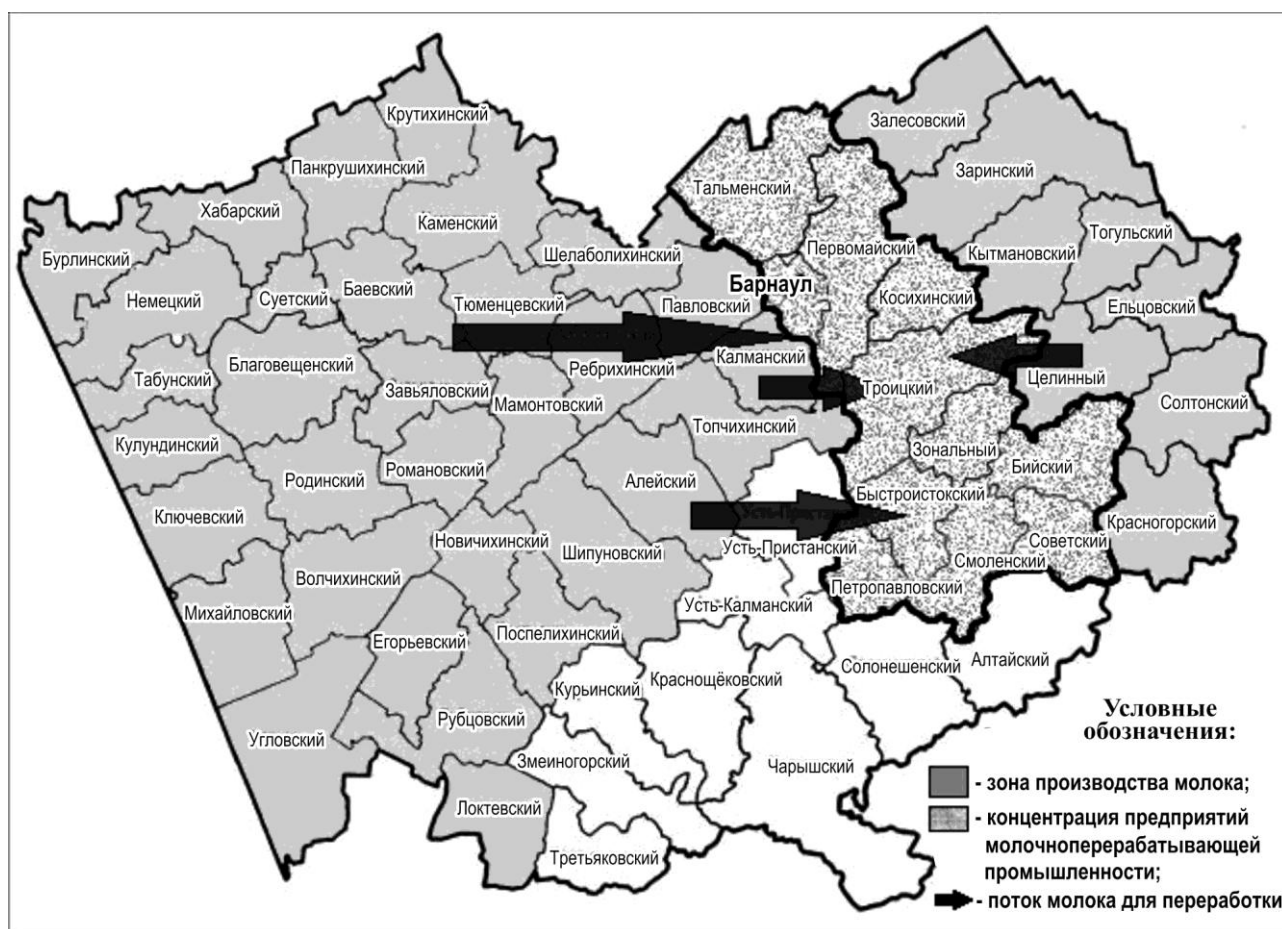 Крутихинский
Залесовский
Панкрушихинский
Заринский
Тальменский
Хабарский
Каменский
Тогульский
Бурлинский
Первомайский
Кытмановский
Шелаболихинский
Немецкий
Суетский
Баевский
Барнаул
Косихинский
Тюменцевский
Павловский
Ельцовский
Калманский
Благовещенский
Ребрихинский
Целинный
Табунский
Завьяловский
Троицкий
Мамонтовский
Солтонский
Топчихинский
Кулундинский
Зональный
Романовский
Бийский
Родинский
Алейский
Быстроистокский
Ключевский
Усть-Пристанский
Красногорский
Новичихинский
Советский
Шипуновский
Усть-Пристанский
Смоленский
Волчихинский
Петропавловский
Усть-Калманский
Михайловский
Егорьевский
Поспелихинский
Алтайский
Солонешенский
Краснощёковский
Курьинский
Рубцовский
Угловский
Змеиногорский
Чарышский
Локтевский
Третьяковский
Условные
обозначения:
- зона производства молока;
- концентрация предприятий
молочноперерабатывающей
промышленности;
- поток молока для переработки